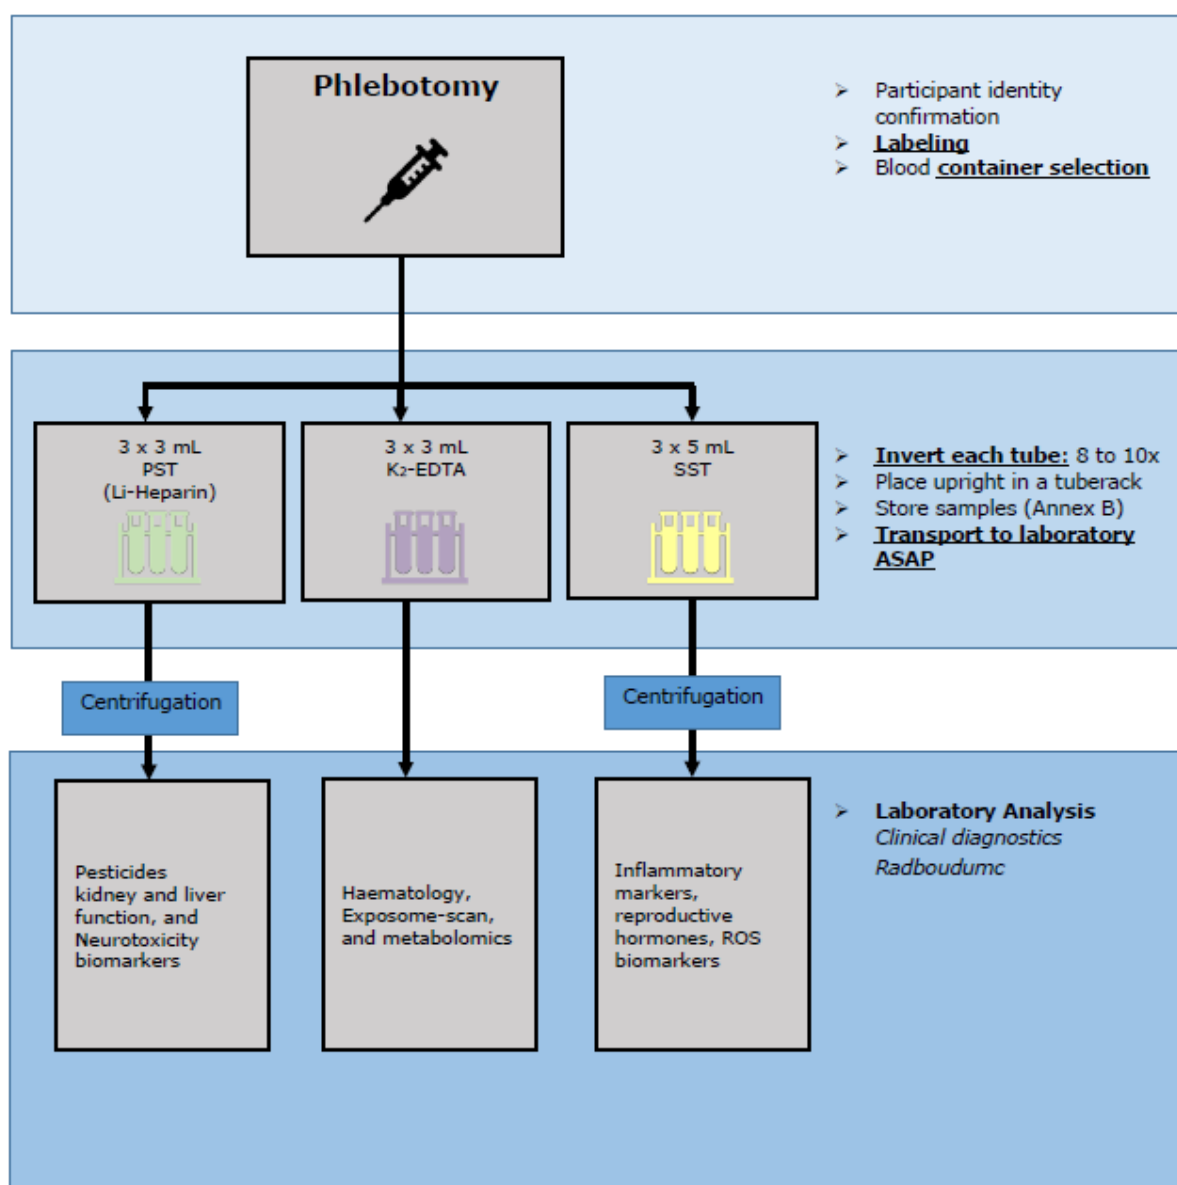 Phlebotomy
➢ Participant identity
confirmation
➢ Labeling
➢ Blood container selection
3 x 3 mL
PST
(Li-Heparin)
3 x 3 mL
K₂-EDTA
3 x 5 mL
SST
➢ Invert each tube: 8 to 10x
➢ Place upright in a tuberack
➢ Store samples (Annex B)
➢ Transport to laboratory
ASAP
Centrifugation
Centrifugation
Pesticides
kidney and liver
function, and
Neurotoxicity
biomarkers
Haematology,
Exposome-scan,
and metabolomics
Inflammatory
markers,
reproductive
hormones, ROS
biomarkers
➢ Laboratory Analysis
Clinical diagnostics
Radboudumc